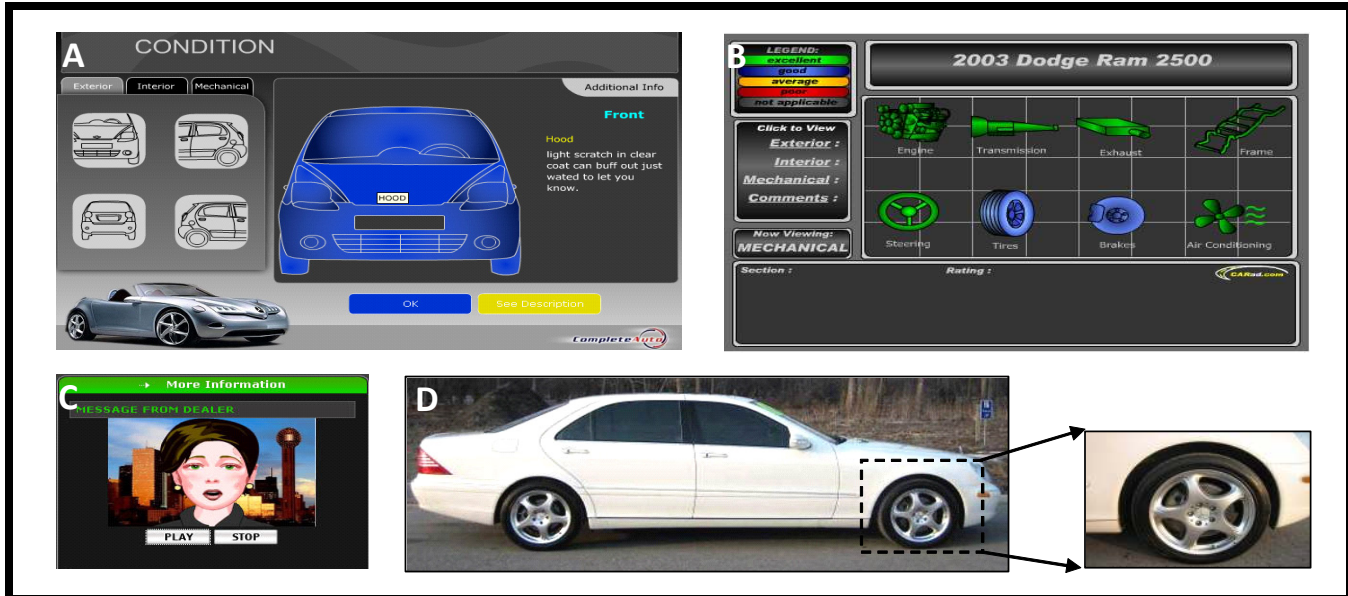 A
CONDITION
Exterior
Interior
Mechanical
Additional Info
Front
Hood
light scratch in clear
coat can buff out just
wated to let you
know.
HOOD
OK
See Description
CompleteAuto
B
LEGEND:
excellent
good
average
poor
not applicable
2003 Dodge Ram 2500
Click to View
Exterior :
Interior :
Mechanical :
Comments :
Now Viewing:
MECHANICAL
Engine
Transmission
Exhaust
Frame
Steering
Tires
Brakes
Air Conditioning
Section :
Rating :
CARad.com
C
More Information
MESSAGE FROM DEALER
PLAY
STOP
D